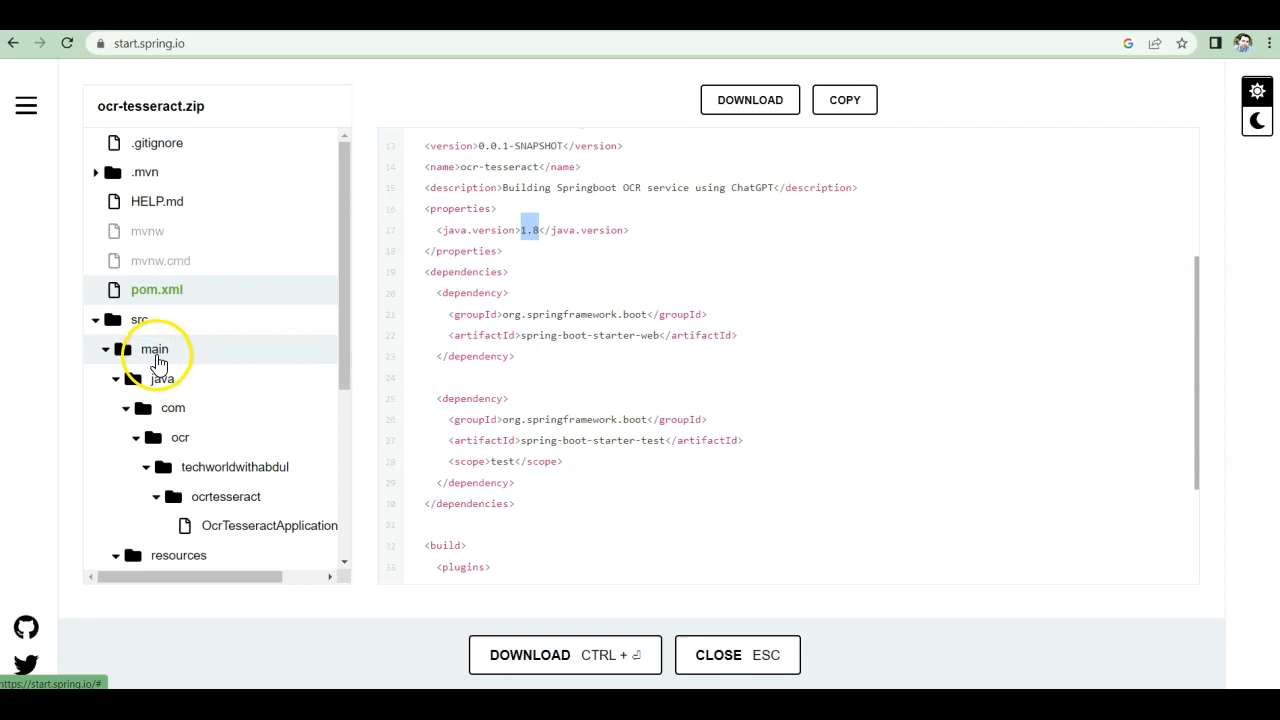 start.spring.io
ocr-tesseract.zip
DOWNLOAD
COPY
.gitignore
.mvn
HELP.md
mvnw
mvnw.cmd
pom.xml
src
main
java
com
ocr
techworldwithabdul
ocrtesseract
OcrTesseractApplication
resources
13 <version>0.0.1-SNAPSHOT</version>
14 <name>ocr-tesseract</name>
15 <description>Building Springboot OCR service using ChatGPT</description>
16 <properties>
17 <java.version>1.8</java.version>
18 </properties>
19 <dependencies>
20 <dependency>
21 <groupId>org.springframework.boot</groupId>
22 <artifactId>spring-boot-starter-web</artifactId>
23 </dependency>
24
25 <dependency>
26 <groupId>org.springframework.boot</groupId>
27 <artifactId>spring-boot-starter-test</artifactId>
28 <scope>test</scope>
29 </dependency>
30 </dependencies>
31
32 <build>
33 <plugins>
DOWNLOAD CTRL + ⏎
CLOSE ESC
https://start.spring.io/#